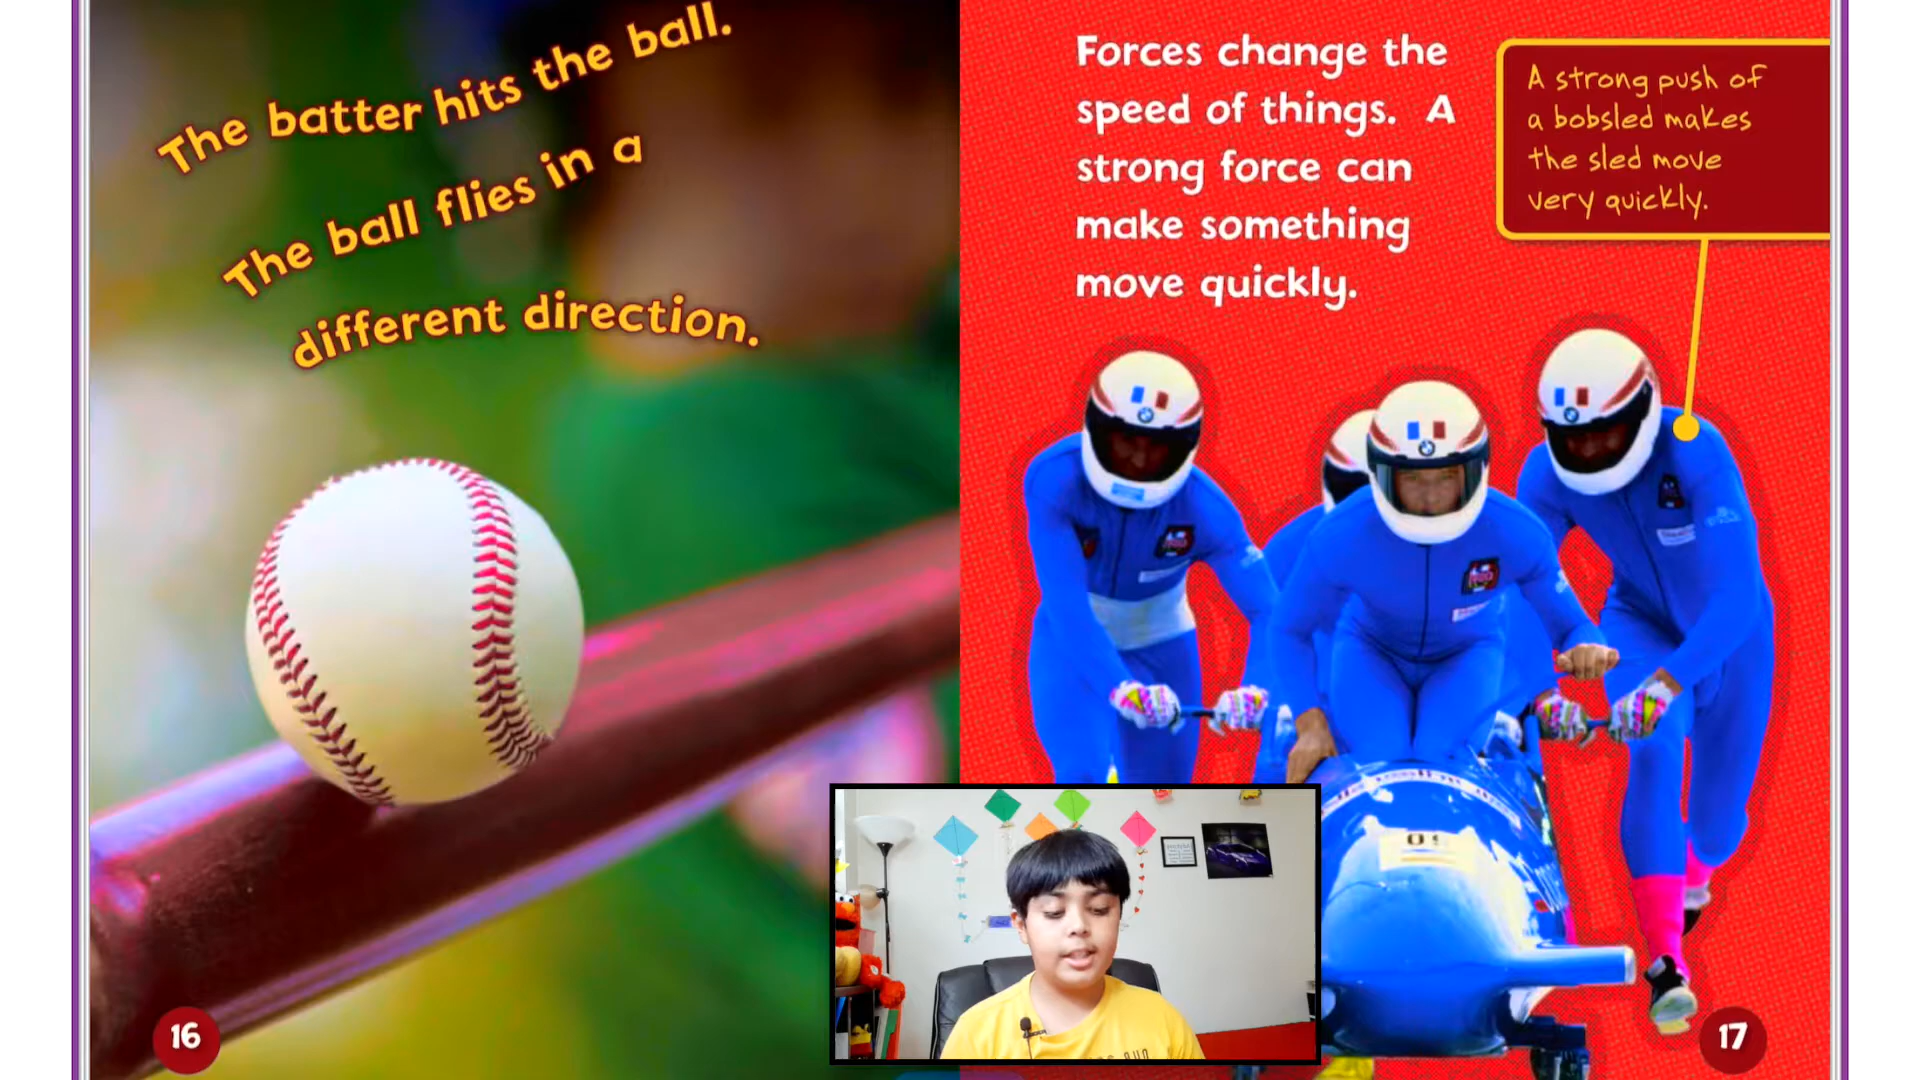 The batter hits the ball.
The ball flies in a
different direction.
16
Forces change the
speed of things. A
strong force can
make something
move quickly.
A strong push of
a bobsled makes
the sled move
very quickly.
17